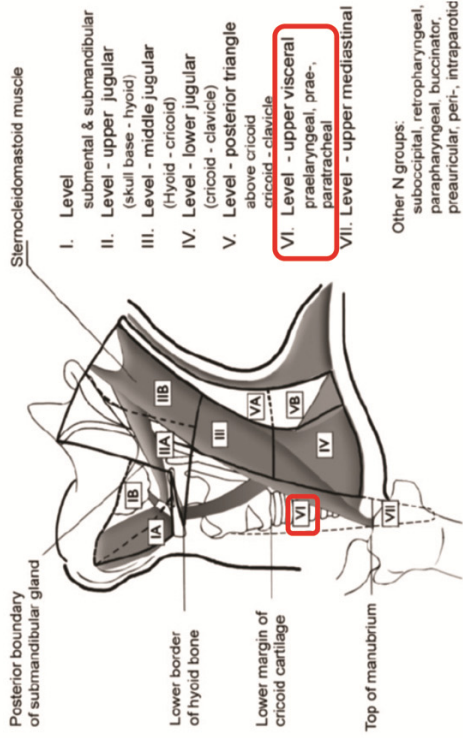 Sternocleidomastoid muscle
I. Level
submental & submandibular
II. Level - upper jugular
(skull base - hyoid)
III. Level - middle jugular
(Hyoid - cricoid)
IV. Level - lower jugular
(cricoid - clavicle)
V. Level - posterior triangle
above cricoid
cricoid - clavicle
VI. Level - upper visceral
praelaryngeal, prae-,
paratracheal
VII. Level - upper mediastinal
Other N groups:
suboccipital, retropharyngeal,
parapharyngeal, buccinator,
preauricular, peri-, intraparotid
IIB
VA
VB
IB
IIA
III
IV
IA
VI
VII
Posterior boundary
of submandibular gland
Lower border
of hyoid bone
Lower margin of
cricoid cartilage
Top of manubrium